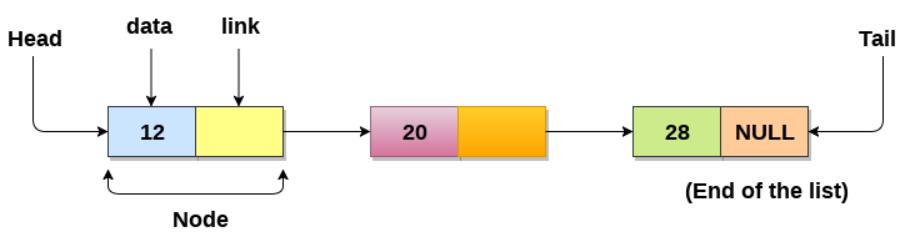 data link
Head
Tail
12
20
28 NULL
(End of the list)
Node